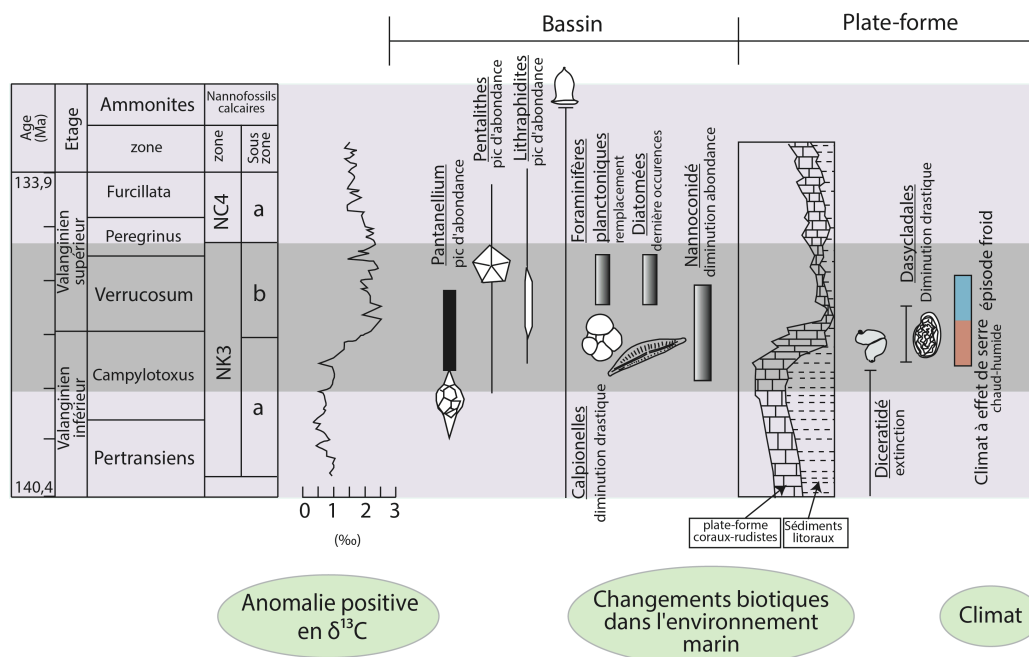 Bassin
Plate-forme
Age
(Ma)
Etage
Ammonites
zone
Nannofossils
calcaires
zone
Sous
zone
133,9
140,4
Valanginien
supérieur
Valanginien
inférieur
Furcillata
Peregrinus
Verrucosum
Campylotoxus
Pertransiens
NC4
NK3
a
b
a
0 1 2 3
(‰)
Pantanellium
pic d'abondance
Pentalithes
pic d'abondance
Lithraphidites
pic d'abondance
Calpionelles
diminution drastique
Foraminifères
planctoniques
remplacement
Diatomées
dernière occurences
Nannoconidé
diminution abondance
plate-forme
coraux-rudistes
Sédiments
litoraux
Diceratidé
extinction
Dasycladales
Diminution drastique
épisode froid
Climat à effet de serre
chaud-humide
Anomalie positive
en δ¹³C
Changements biotiques
dans l'environnement
marin
Climat